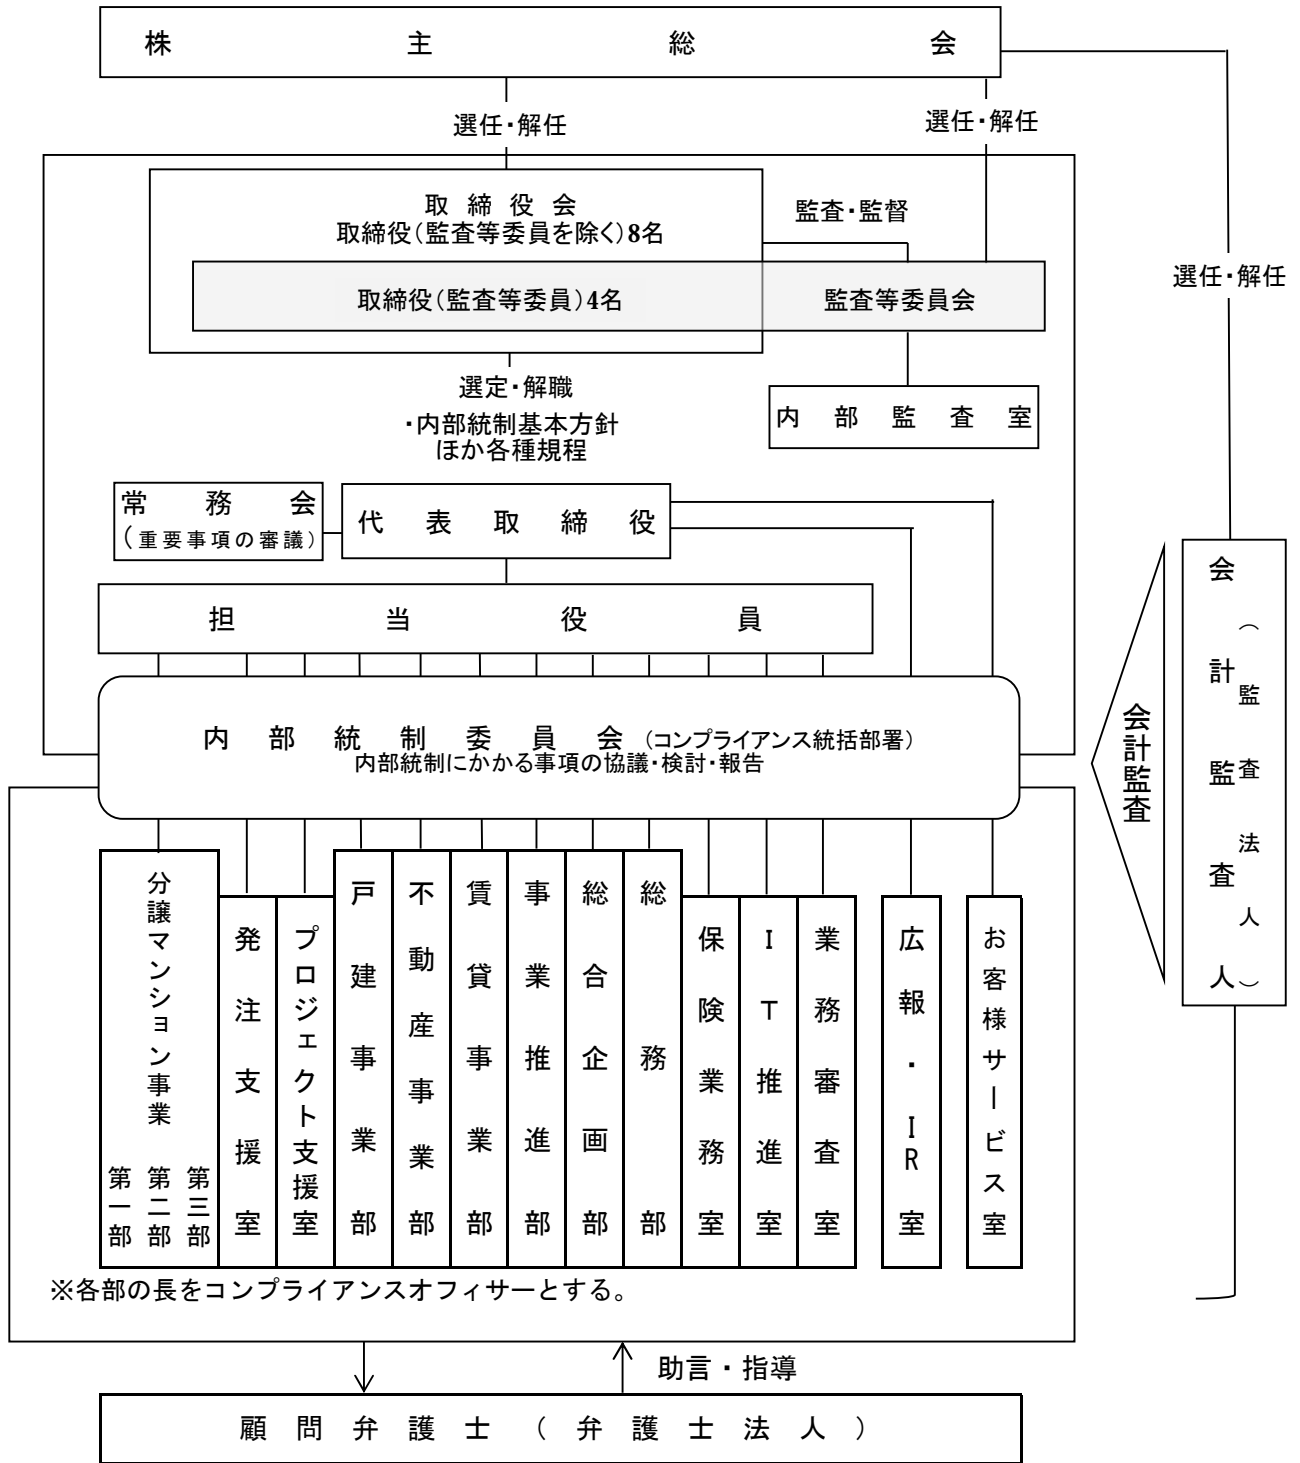 株主総会
選任・解任
選任・解任
取締役会
取締役(監査等委員を除く)8名
監査・監督
選任・解任
取締役(監査等委員)4名
監査等委員会
選定・解職
・内部統制基本方針
ほか各種規程
内部監査室
常務会
(重要事項の審議)
代表取締役
担当役員
会計監査人
(監査法人)
会計監査
内部統制委員会(コンプライアンス統括部署)
内部統制にかかる事項の協議・検討・報告
分譲マンション事業
第一部
第二部
第三部
発注支援室
プロジェクト支援室
戸建事業部
不動産事業部
賃貸事業部
事業推進部
総合企画部
総務部
保険業務室
IT推進室
業務審査室
広報・IR室
お客様サービス室
※各部の長をコンプライアンスオフィサーとする。
助言・指導
顧問弁護士(弁護士法人)